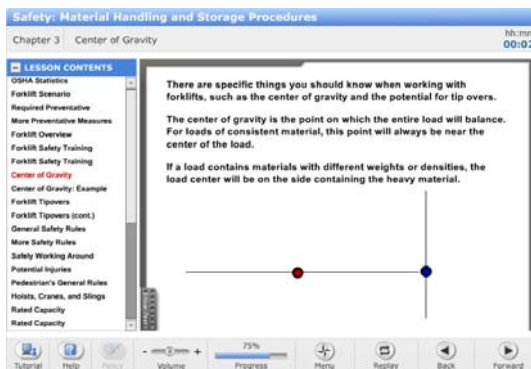 Safety: Material Handling and Storage Procedures
Chapter 3 Center of Gravity
hh:mm
00:02
LESSON CONTENTS
OSHA Statistics
Forklift Scenario
Required Preventative
More Preventative Measures
Forklift Overview
Forklift Safety Training
Forklift Safety Training
Center of Gravity
Center of Gravity: Example
Forklift Tipovers
Forklift Tipovers (cont.)
General Safety Rules
More Safety Rules
Safely Working Around
Potential Injuries
Pedestrian's General Rules
Hoists, Cranes, and Slings
Rated Capacity
Rated Capacity
There are specific things you should know when working with
forklifts, such as the center of gravity and the potential for tip overs.
The center of gravity is the point on which the entire load will balance.
For loads of consistent material, this point will always be near the
center of the load.
If a load contains materials with different weights or densities, the
load center will be on the side containing the heavy material.
Tutorial
Help
Policy
- +
Volume
75%
Progress
Menu
Replay
Back
Forward